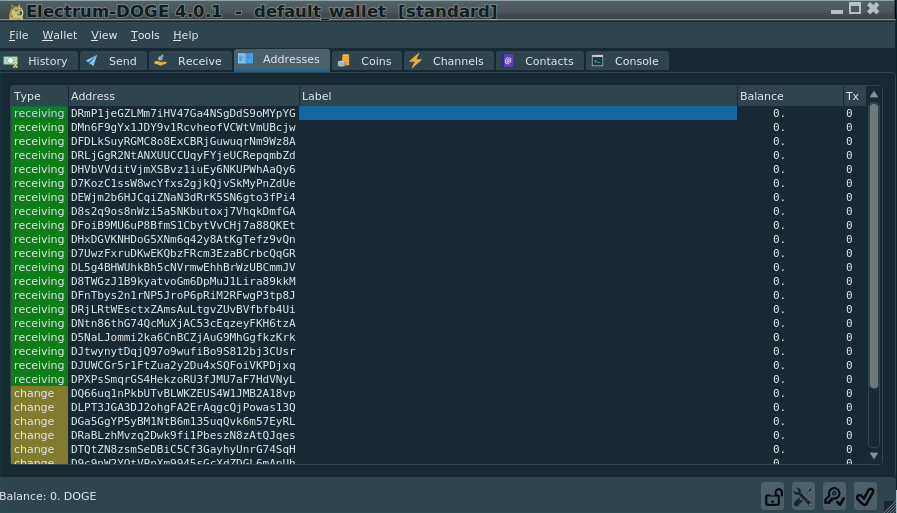 Electrum-DOGE 4.0.1 - default_wallet [standard]
File Wallet View Tools Help
History Send Receive Addresses Coins Channels Contacts Console
Type Address Label Balance Tx
receiving DRmP1jeGZLMm7iHV47Ga4NSgDdS9oMYpYG 0. 0
receiving DMn6F9gYx1JDY9v1RcvheofVCWtVmUBcjw 0. 0
receiving DFDLkSuyRGMC8o8ExCBRjGuwuqrNm9Wz8A 0. 0
receiving DRLjGgR2NtANXUUCCUqyFYjeUCRepqmbZd 0. 0
receiving DHVbVVditVjmXSBvz1iuEy6NKUPWhAaQy6 0. 0
receiving D7KozC1ssW8wcYfxs2gjkQjvSkMyPnZdUe 0. 0
receiving DEWjm2b6HJCqiZNaN3dRrK5SN6gto3fPi4 0. 0
receiving D8s2q9os8nWzi5a5NKbutoxj7VhqkDmfGA 0. 0
receiving DFoiB9MU6uP8BfmS1CbytVvCHj7a88QKEt 0. 0
receiving DHxDGVKNHDoG5XNm6q42y8AtKgTefz9vQn 0. 0
receiving D7UwzFxruDKwEKQbzFRcm3EzaBCrbcQqGR 0. 0
receiving DL5g4BHWUhkBh5cNVrmwEhhBrWzUBCmmJV 0. 0
receiving D8TWGzJ1B9kyatvoGm6DpMuJ1Lira89kkM 0. 0
receiving DFnTbys2n1rNP5JroP6pRiM2RFwgP3tp8J 0. 0
receiving DRjLRtWEsctxZAmsAuLtgvZUvBVfbfb4Ui 0. 0
receiving DNtn86thG74QcMuXjAC53cEqzeyFKH6tzA 0. 0
receiving D5NaLJommi2ka6CnBCZjAuG9MhGgfkzKrk 0. 0
receiving DJtwynytDqjQ97o9wufiBo9S812bj3CUsr 0. 0
receiving DJUWCGr5r1FtZua2y2Du4xSQFoiVKPDjxq 0. 0
receiving DPXPsSmqrGS4HekzoRU3fJMU7aF7HdVNyL 0. 0
change DQ66uq1nPkbUTvBLWKZEUS4W1JMB2A18vp 0. 0
change DLPT3JGA3DJ2ohgFA2ErAqgcQjPowas13Q 0. 0
change DGa5GgYP5yBM1NtB6m135uqQvk6m57EyRL 0. 0
change DRaBLzhMvzq2Dwk9fi1PbeszN8zAtQJqes 0. 0
change DTQtZN8zsmSeDBiC5Cf3GayhyUnrG74SqH 0. 0
change 0. 0
Balance: 0. DOGE